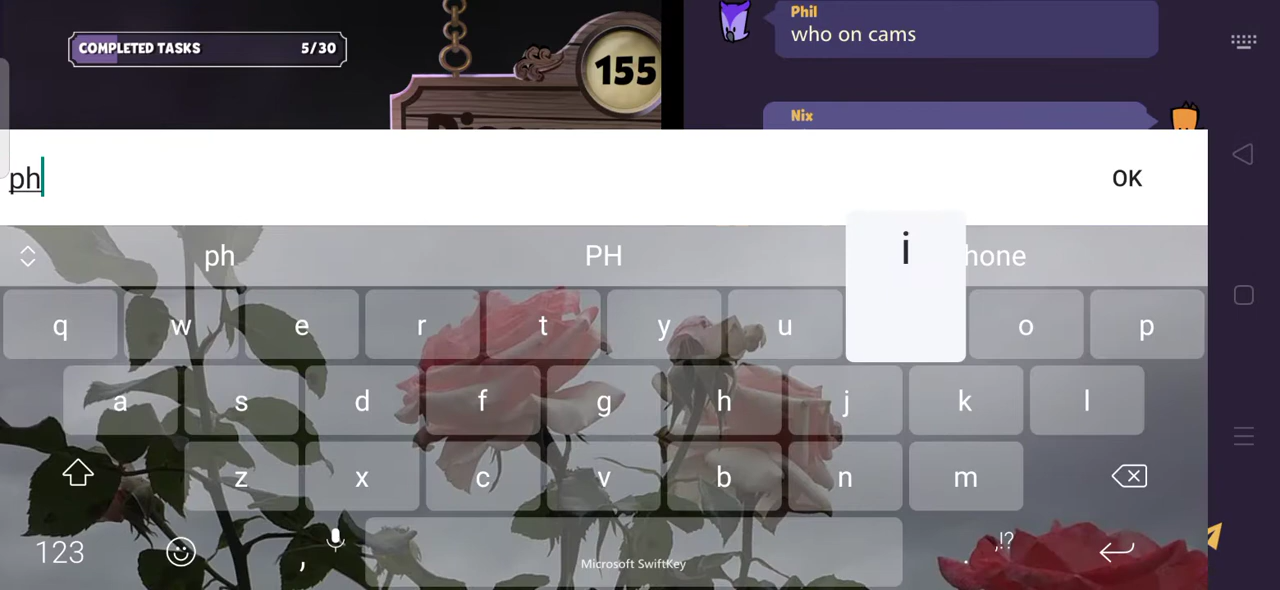 COMPLETED TASKS 5/30
155
Phil
who on cams
Nix
ph
OK
ph PH hone
i
q w e r t y u o p
a s d f g h j k l
z x c v b n m
123 , Microsoft SwiftKey . ,!?